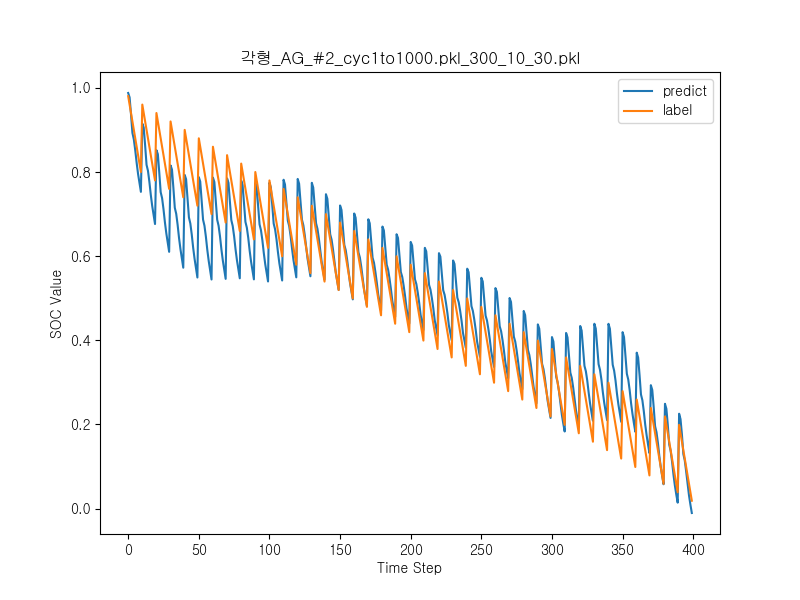 각형_AG_#2_cyc1to1000.pkl_300_10_30.pkl
predict
label
1.0
0.8
0.6
0.4
0.2
0.0
SOC Value
0 50 100 150 200 250 300 350 400
Time Step